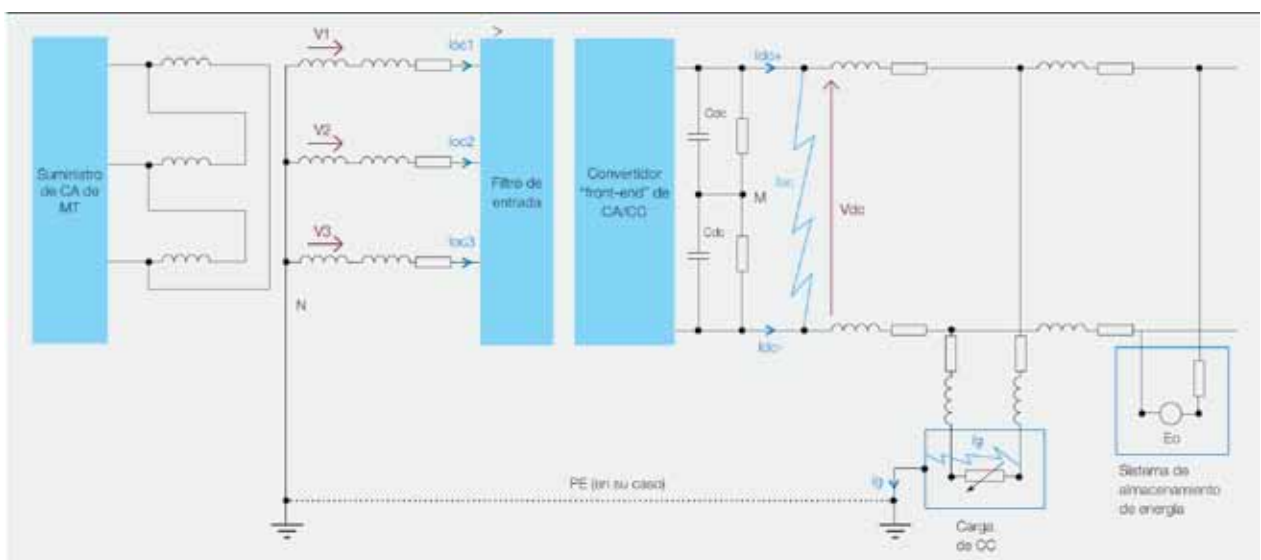 Suministro
de CA de
MT
V1
Iac1
V2
Iac2
V3
Iac3
N
Filtro de
entrada
Convertidor
"front-end" de
CA/CC
Cdc
Cdc
M
Idc+
Idc-
Vdc
Ig
Ig
PE (en su caso)
Carga
de CC
Eo
Sistema de
almacenamiento
de energía